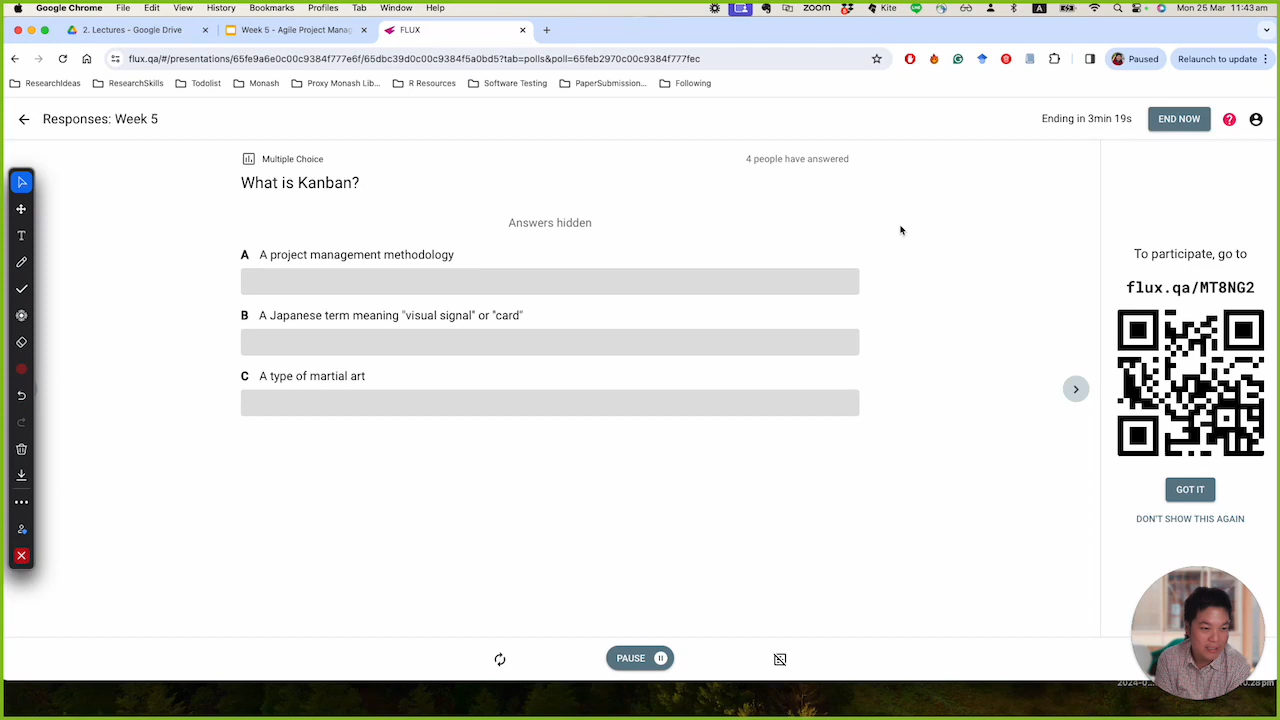 Google Chrome File Edit View History Bookmarks Profiles Tab Window Help zoom Kite A Mon 25 Mar 11:43 am
2. Lectures - Google Drive Week 5 - Agile Project Manag FLUX
flux.qa/#/presentations/65fe9a6e0c00c9384f777e6f/65dbc39d0c00c9384f5a0bd5?tab=polls&poll=65feb2970c00c9384f777fec Paused Relaunch to update
ResearchIdeas ResearchSkills Todolist Monash Proxy Monash Lib... R Resources Software Testing PaperSubmission... Following
Responses: Week 5
Ending in 3min 19s END NOW
Multiple Choice
4 people have answered
What is Kanban?
Answers hidden
A A project management methodology
B A Japanese term meaning "visual signal" or "card"
C A type of martial art
To participate, go to
flux.qa/MT8NG2
GOT IT
DON'T SHOW THIS AGAIN
PAUSE